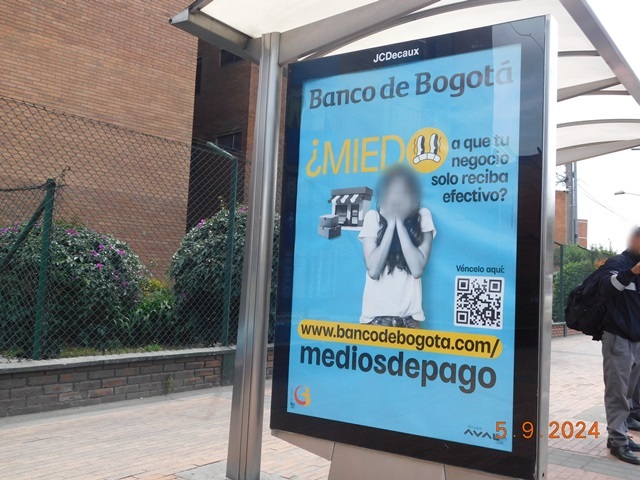 JCDecaux
Banco de Bogotá
¿MIEDO
a que tu
negocio
solo reciba
efectivo?
Véncelo aquí:
www.bancodebogota.com/
mediosdepago
AVAL
5.9.2024